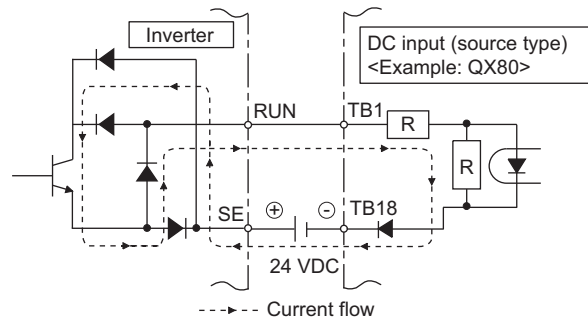 Inverter
DC input (source type)
<Example: QX80>
RUN
TB1
R
R
SE
⊕
⊖
TB18
24 VDC
Current flow